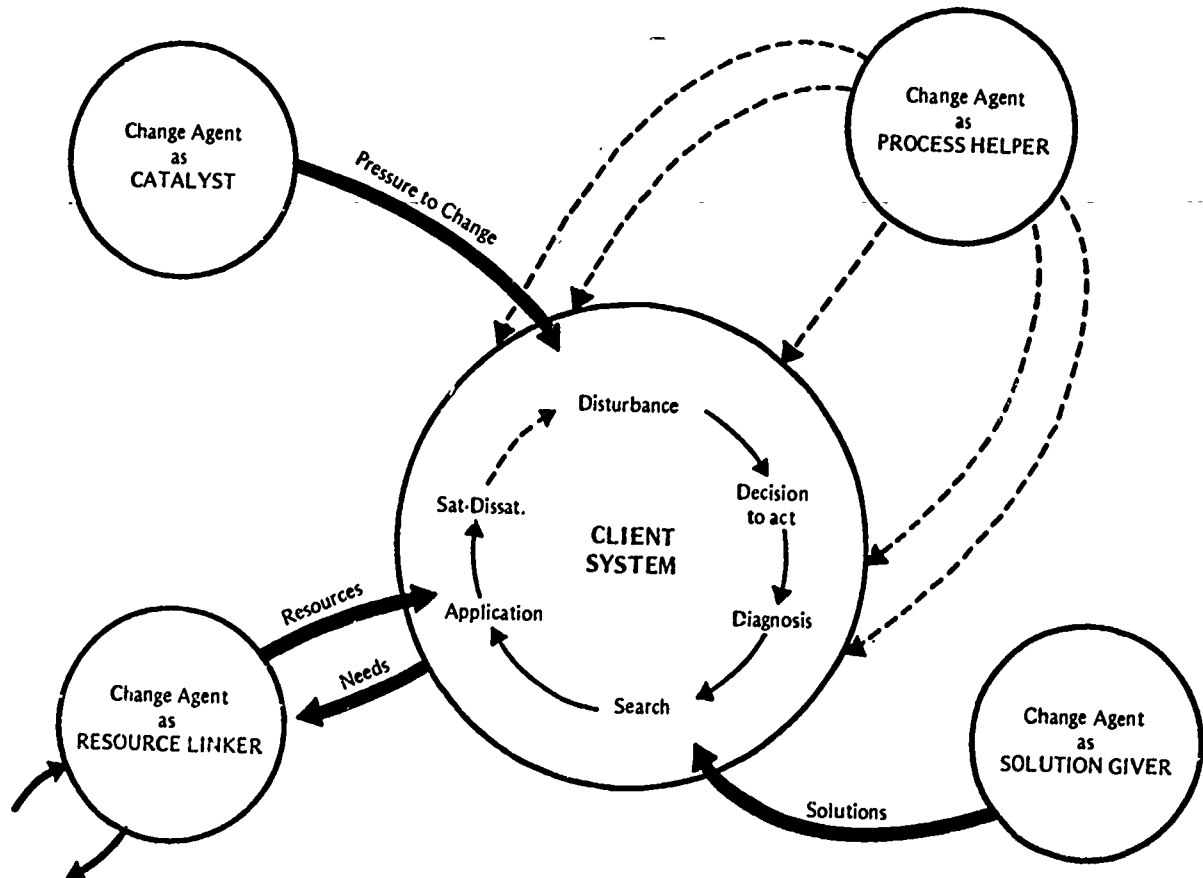 Change Agent
as
CATALYST
Change Agent
as
PROCESS HELPER
Pressure to Change
Disturbance
Decision
to act
Sat-Dissat.
CLIENT
SYSTEM
Diagnosis
Application
Search
Resources
Needs
Change Agent
as
RESOURCE LINKER
Change Agent
as
SOLUTION GIVER
Solutions